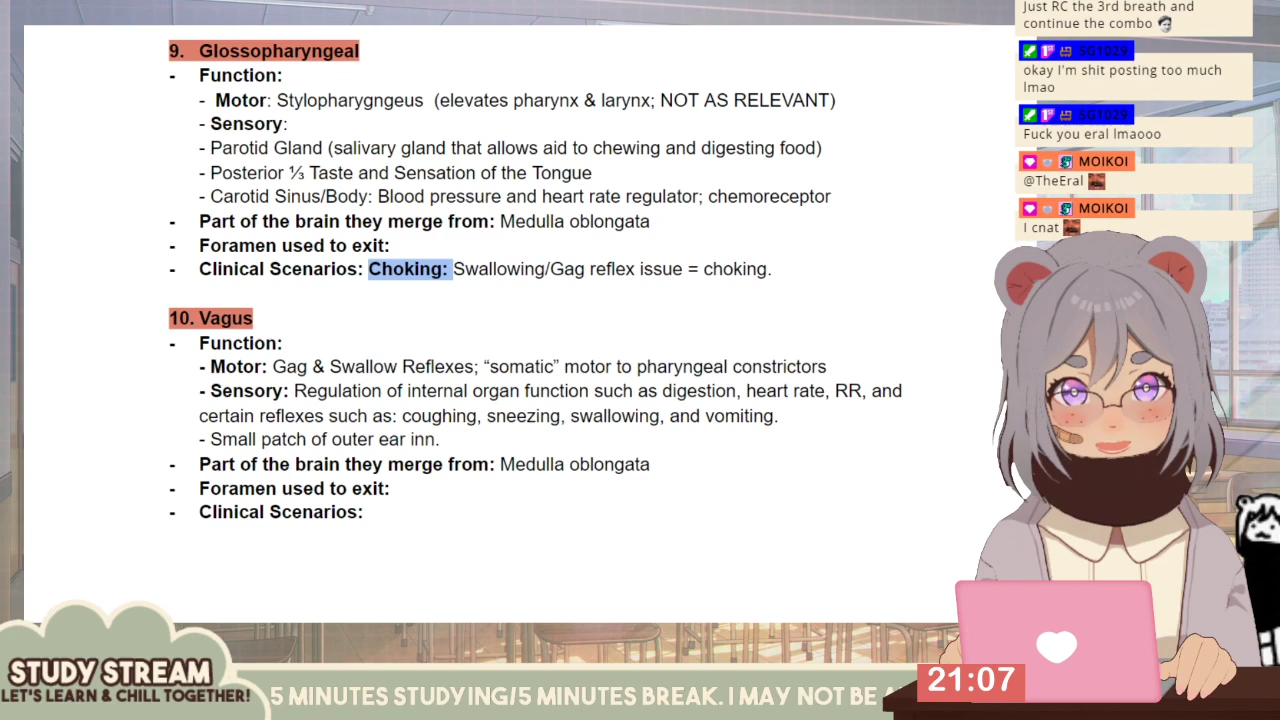 9. Glossopharyngeal
- Function:
- Motor: Stylopharygngeus (elevates pharynx & larynx; NOT AS RELEVANT)
- Sensory:
- Parotid Gland (salivary gland that allows aid to chewing and digesting food)
- Posterior ⅓ Taste and Sensation of the Tongue
- Carotid Sinus/Body: Blood pressure and heart rate regulator; chemoreceptor
- Part of the brain they merge from: Medulla oblongata
- Foramen used to exit:
- Clinical Scenarios: Choking: Swallowing/Gag reflex issue = choking.
10. Vagus
- Function:
- Motor: Gag & Swallow Reflexes; “somatic” motor to pharyngeal constrictors
- Sensory: Regulation of internal organ function such as digestion, heart rate, RR, and
certain reflexes such as: coughing, sneezing, swallowing, and vomiting.
- Small patch of outer ear inn.
- Part of the brain they merge from: Medulla oblongata
- Foramen used to exit:
- Clinical Scenarios:
Just RC the 3rd breath and
continue the combo
SG1029
okay I'm shit posting too much
lmao
SG1029
Fuck you eral lmaooo
MOIKOI
@TheEral
MOIKOI
I cnat
STUDY STREAM
LET'S LEARN & CHILL TOGETHER!
5 MINUTES STUDYING/5 MINUTES BREAK. I MAY NOT BE
21:07